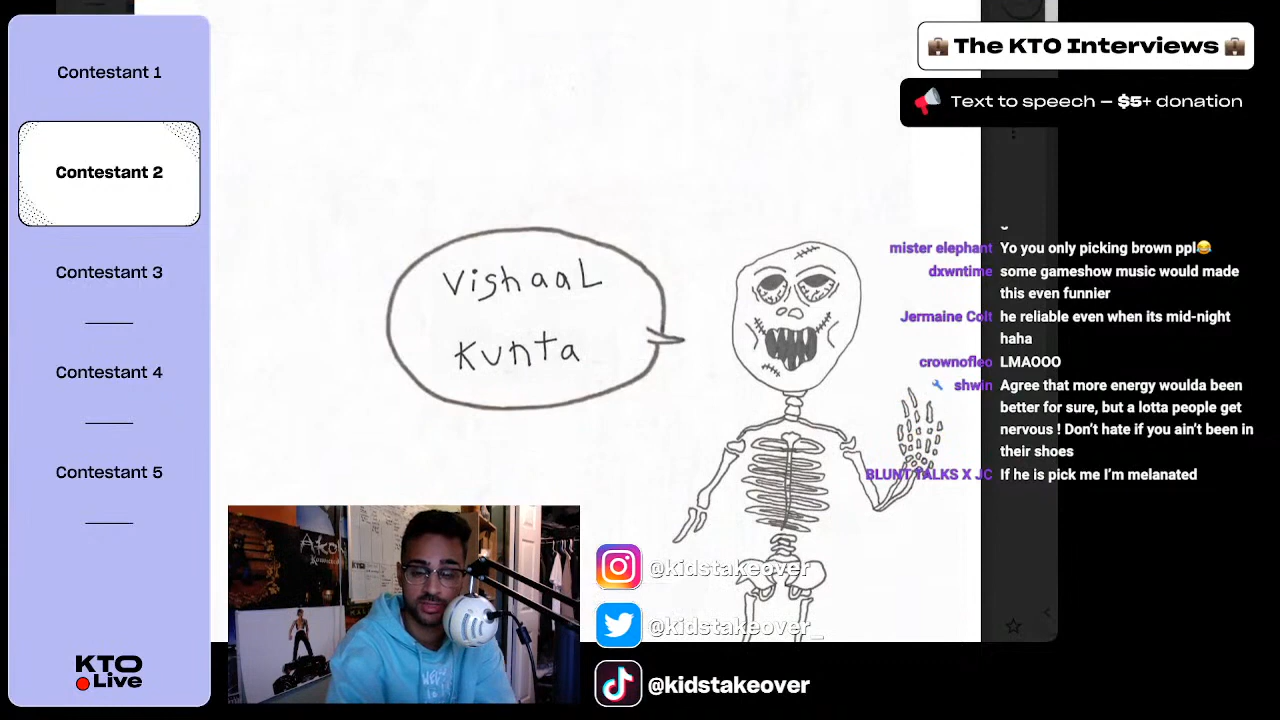 Contestant 1
Contestant 2
Contestant 3
Contestant 4
Contestant 5
KTO
Live
The KTO Interviews
Text to speech – $5+ donation
VishaaL
Kunta
mister elephant Yo you only picking brown ppl😂
dxwntime some gameshow music would made
this even funnier
Jermaine Colt he reliable even when its mid-night
haha
crownofleo LMAOOO
shwin Agree that more energy woulda been
better for sure, but a lotta people get
nervous ! Don't hate if you ain't been in
their shoes
BLUNT TALKS X JC If he is pick me I'm melanated
AKON
@kidstakeover
@kidstakeover_
@kidstakeover